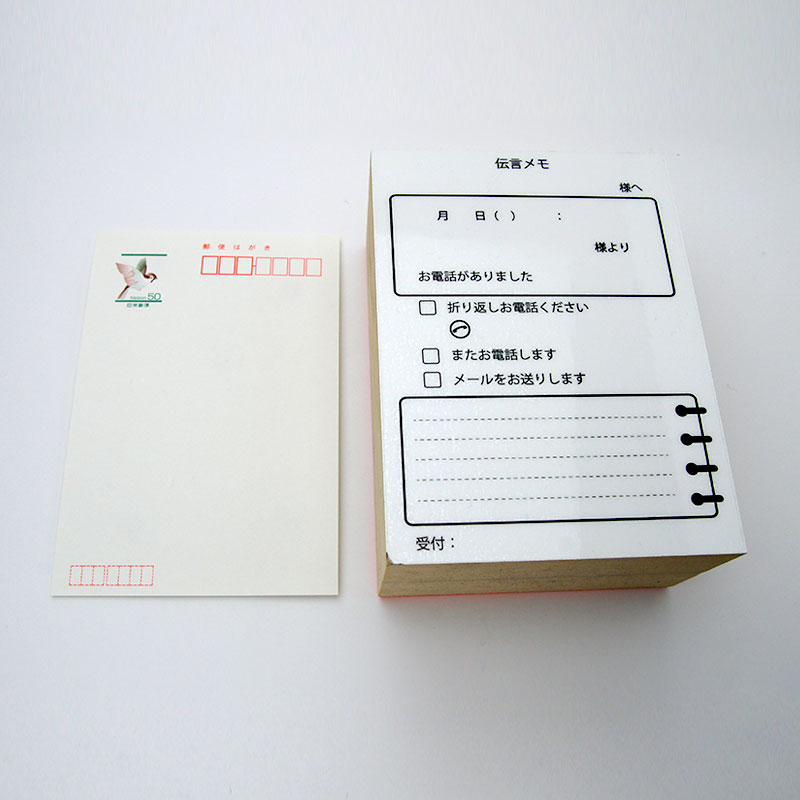 郵便はがき
NIPPON 50
日本郵便
伝言メモ
様へ
月 日( ) :
様より
お電話がありました
折り返しお電話ください
またお電話します
メールをお送りします
受付：